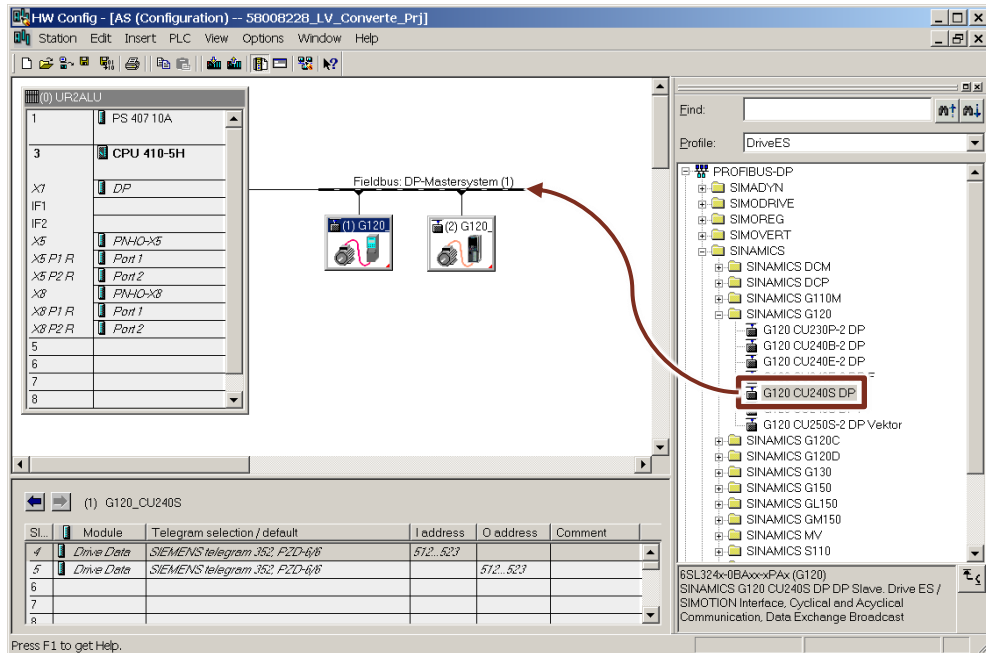 HW Config - [AS (Configuration) -- 58008228_LV_Converte_Prj]
Station Edit Insert PLC View Options Window Help
(0) UR2ALU
1 PS 407 10A
3 CPU 410-5H
X1 DP
IF1
IF2
X5 PN-IO-X5
X5 P1 R Port 1
X5 P2 R Port 2
X8 PN-IO-X8
X8 P1 R Port 1
X8 P2 R Port 2
5
6
7
8
Fieldbus: DP-Mastersystem (1)
(1) G120_
(2) G120_
Find:
Profile: DriveES
PROFIBUS-DP
SIMADYN
SIMODRIVE
SIMOREG
SIMOVERT
SINAMICS
SINAMICS DCM
SINAMICS DCP
SINAMICS G110M
SINAMICS G120
G120 CU230P-2 DP
G120 CU240B-2 DP
G120 CU240E-2 DP
G120 CU240S DP
G120 CU250S-2 DP Vektor
SINAMICS G120C
SINAMICS G120D
SINAMICS G130
SINAMICS G150
SINAMICS GL150
SINAMICS GM150
SINAMICS MV
SINAMICS S110
6SL324x-0BAxx-xPAx (G120)
SINAMICS G120 CU240S DP DP Slave. Drive ES /
SIMOTION Interface, Cyclical and Acyclical
Communication, Data Exchange Broadcast
(1) G120_CU240S
Sl... Module Telegram selection / default I address O address Comment
4 Drive Data SIEMENS telegram 352, PZD-6/6 512...523
5 Drive Data SIEMENS telegram 352, PZD-6/6 512...523
6
7
8
Press F1 to get Help.